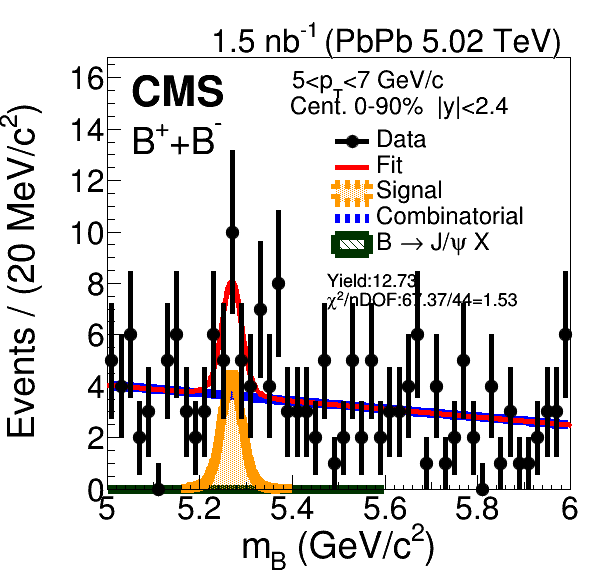 1.5 nb⁻¹ (PbPb 5.02 TeV)
CMS
B⁺+B⁻
5<p_T<7 GeV/c
Cent. 0-90% |y|<2.4
Data
Fit
Signal
Combinatorial
B → J/ψ X
Yield:12.73
χ²/nDOF:67.37/44=1.53
Events / (20 MeV/c²)
16
14
12
10
8
6
4
2
0
5 5.2 5.4 5.6 5.8 6
m_B (GeV/c²)